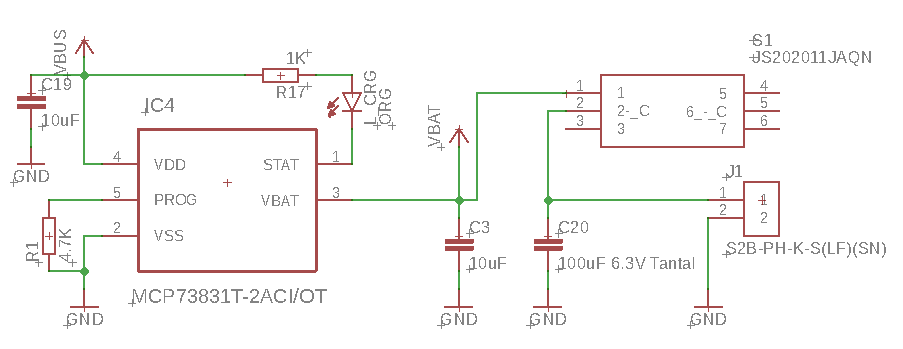 VBUS
C19
10uF
GND
1K
R17
L_CRG
ORG
IC4
4
VDD
STAT
1
5
PROG
VBAT
3
2
VSS
R1
4.7K
GND
MCP73831T-2ACI/OT
VBAT
C3
10uF
GND
C20
100uF 6.3V Tantal
GND
S1
JS202011JAQN
1
1
5
4
2
2-_C
6_-_C
5
3
3
7
6
J1
1
1
2
2
S2B-PH-K-S(LF)(SN)
GND